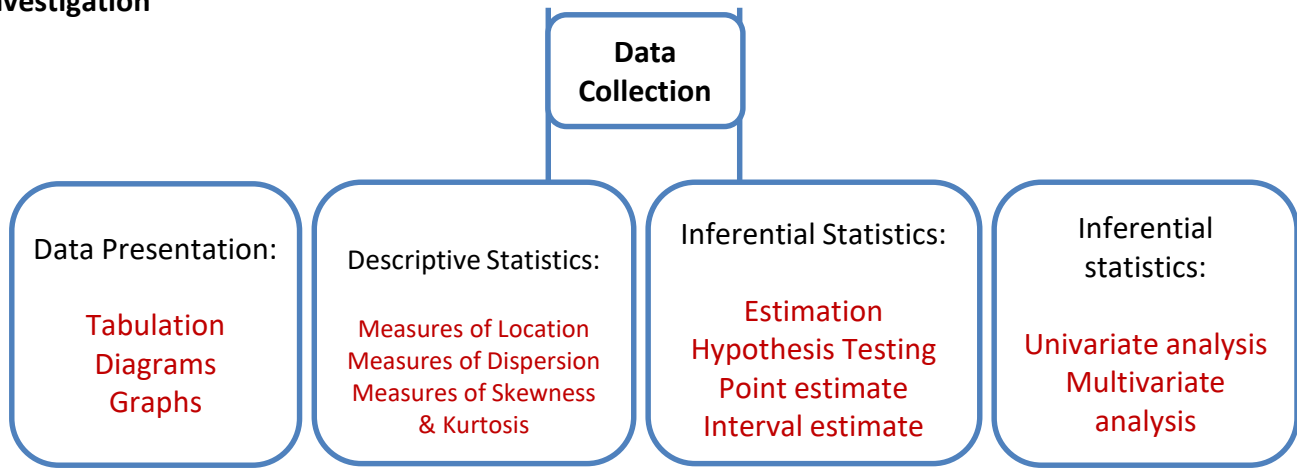 vestigation
Data
Collection
Data Presentation:
Tabulation
Diagrams
Graphs
Descriptive Statistics:
Measures of Location
Measures of Dispersion
Measures of Skewness
& Kurtosis
Inferential Statistics:
Estimation
Hypothesis Testing
Point estimate
Interval estimate
Inferential
statistics:
Univariate analysis
Multivariate
analysis